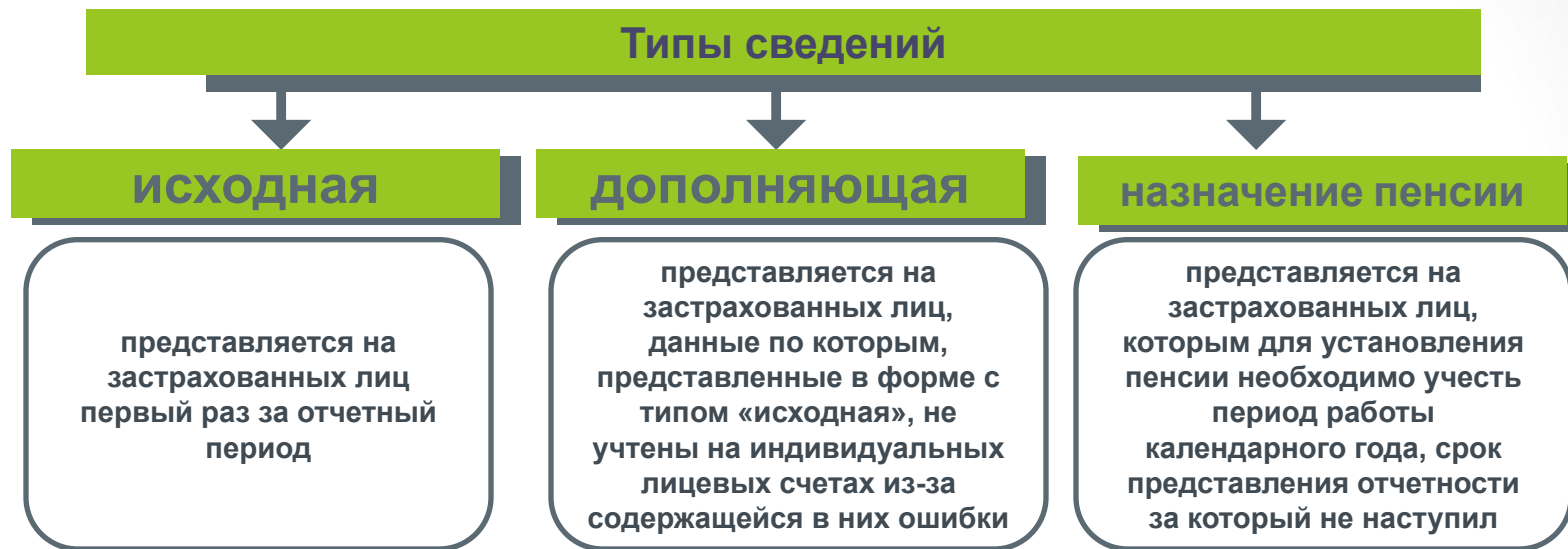 Типы сведений
исходная
представляется на
застрахованных лиц
первый раз за отчетный
период
дополняющая
представляется на
застрахованных лиц,
данные по которым,
представленные в форме с
типом «исходная», не
учтены на индивидуальных
лицевых счетах из-за
содержащейся в них ошибки
назначение пенсии
представляется на
застрахованных лиц,
которым для установления
пенсии необходимо учесть
период работы
календарного года, срок
представления отчетности
за который не наступил